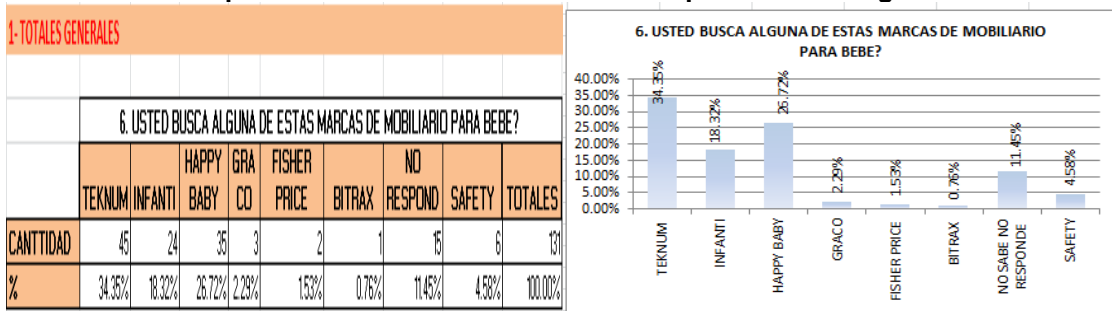 1- TOTALES GENERALES
6. USTED BUSCA ALGUNA DE ESTAS MARCAS DE MOBILIARIO PARA BEBE?
TEKNUM INFANTI HAPPY BABY GRA CO FISHER PRICE BITRAX NO RESPOND SAFETY TOTALES
CANTTIDAD 45 24 35 3 2 1 15 6 131
% 34.35% 18.32% 26.72% 2.29% 1.53% 0.76% 11.45% 4.58% 100.00%
6. USTED BUSCA ALGUNA DE ESTAS MARCAS DE MOBILIARIO
PARA BEBE?
40.00%
35.00%
30.00%
25.00%
20.00%
15.00%
10.00%
5.00%
0.00%
34.35%
18.32%
26.72%
2.29%
1.53%
0.76%
11.45%
4.58%
TEKNUM
INFANTI
HAPPY BABY
GRACO
FISHER PRICE
BITRAX
NO SABE NO
RESPONDE
SAFETY